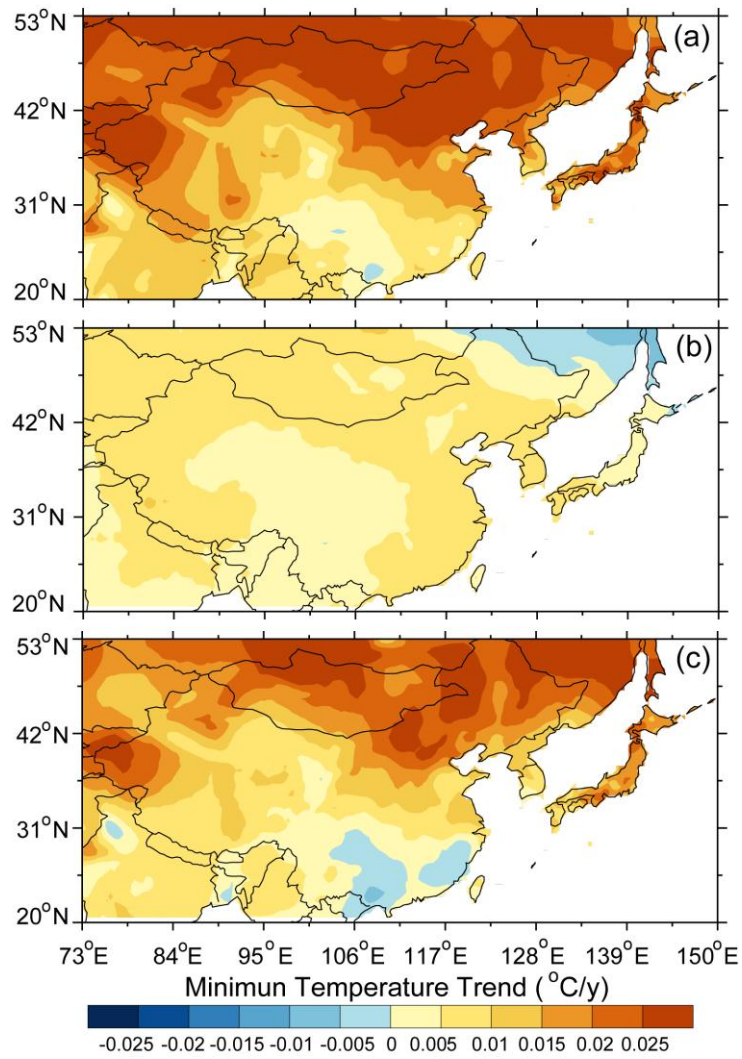 53°N
(a)
42°N
31°N
20°N
53°N
(b)
42°N
31°N
20°N
53°N
(c)
42°N
31°N
20°N
73°E 84°E 95°E 106°E 117°E 128°E 139°E 150°E
Minimun Temperature Trend (°C/y)
-0.025 -0.02 -0.015 -0.01 -0.005 0 0.005 0.01 0.015 0.02 0.025